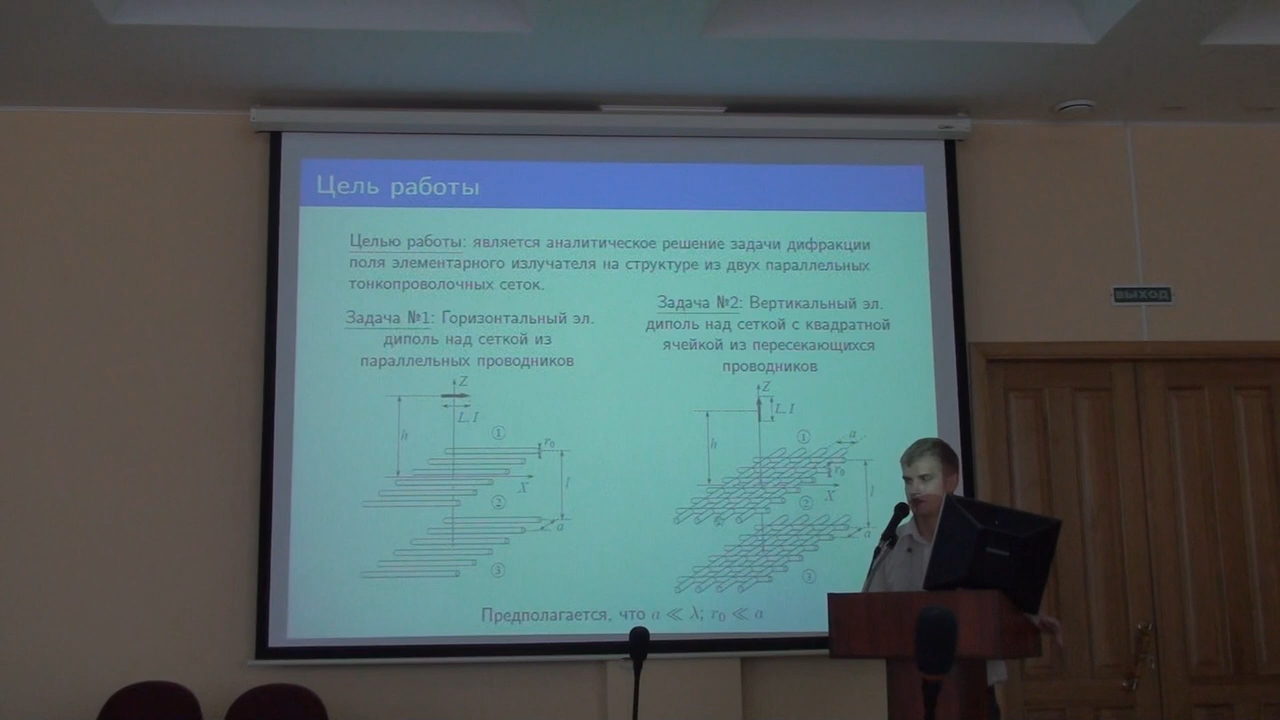 Цель работы
Целью работы: является аналитическое решение задачи дифракции
поля элементарного излучателя на структуре из двух параллельных
тонкопроволочных сеток.
Задача №1: Горизонтальный эл.
диполь над сеткой из
параллельных проводников
Z
L, I
h
①
r₀
X
l
②
a
③
Задача №2: Вертикальный эл.
диполь над сеткой с квадратной
ячейкой из пересекающихся
проводников
Z
L, I
h
①
a
r₀
X
l
②
a
③
Предполагается, что a ≪ λ; r₀ ≪ a
ВЫХОД